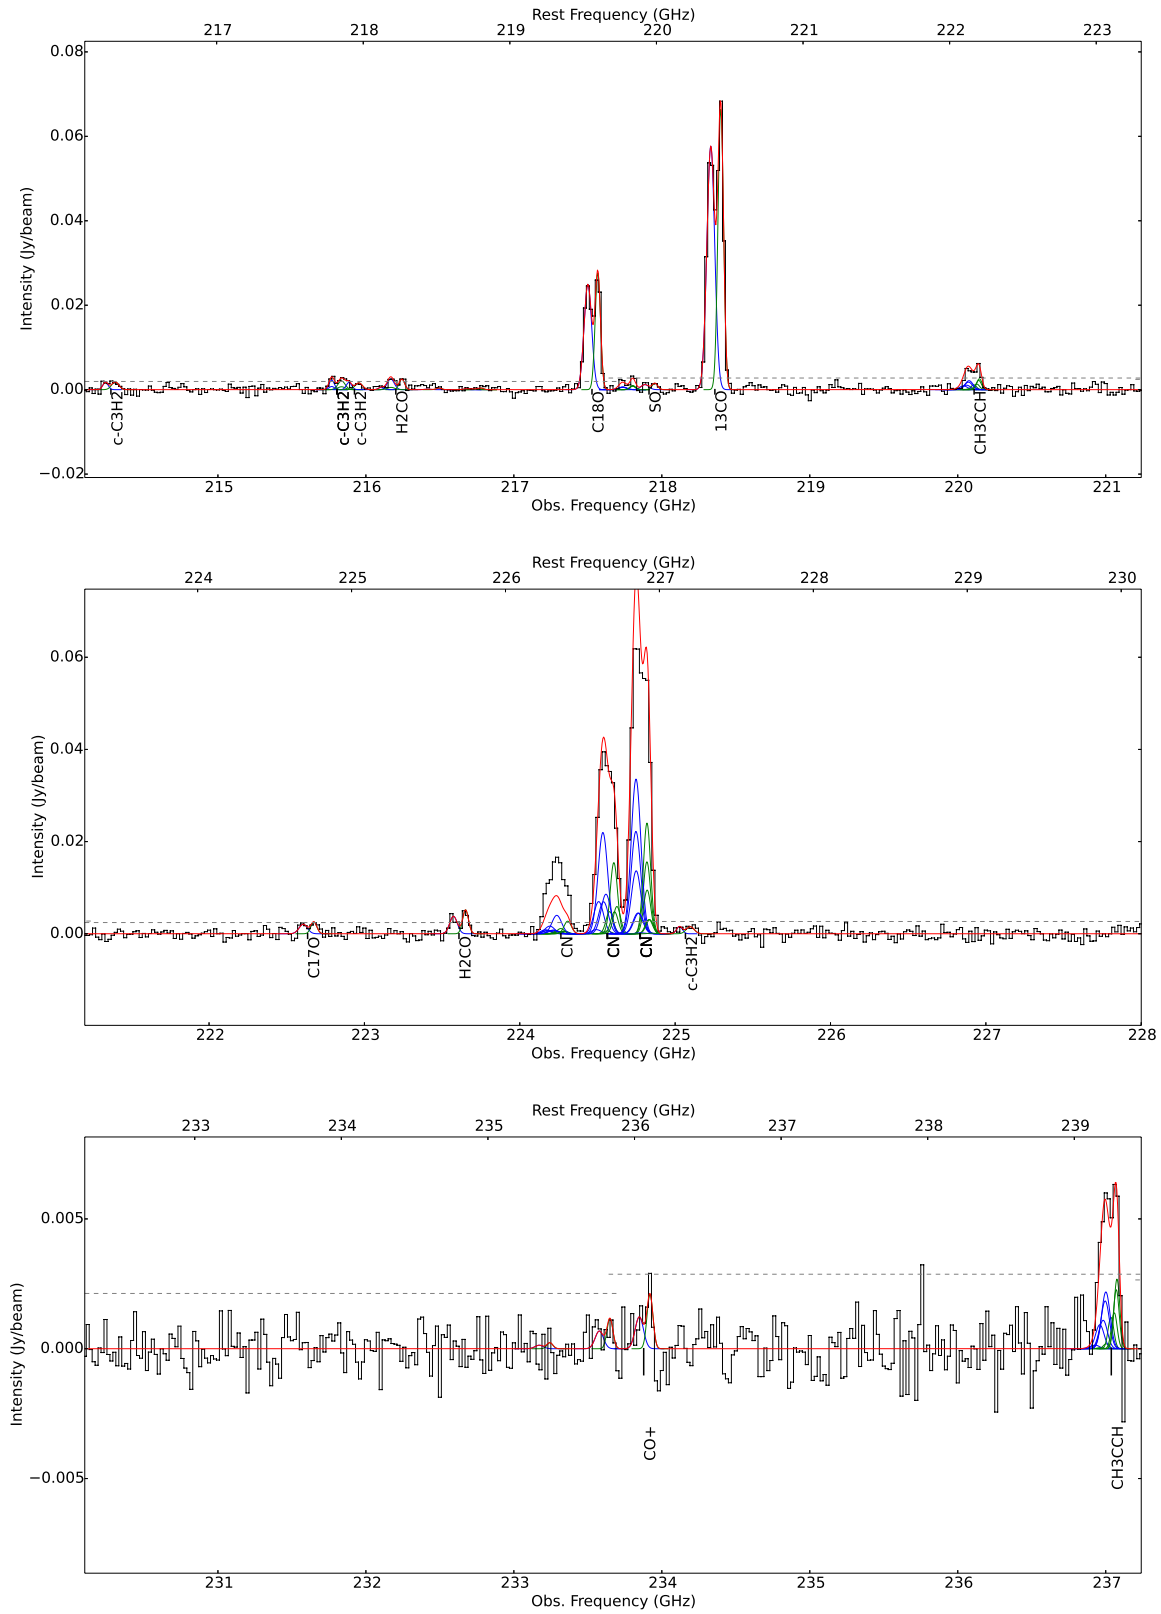 Rest Frequency (GHz)
217 218 219 220 221 222 223
0.08
0.06
0.04
0.02
0.00
−0.02
Intensity (Jy/beam)
c-C3H2 c-C3H2 c-C3H2 H2CO C18O SO 13CO CH3CCH
215 216 217 218 219 220 221
Obs. Frequency (GHz)
Rest Frequency (GHz)
224 225 226 227 228 229 230
0.06
0.04
0.02
0.00
Intensity (Jy/beam)
C17O H2CO CN CN CN c-C3H2
222 223 224 225 226 227 228
Obs. Frequency (GHz)
Rest Frequency (GHz)
233 234 235 236 237 238 239
0.005
0.000
−0.005
Intensity (Jy/beam)
CO+ CH3CCH
231 232 233 234 235 236 237
Obs. Frequency (GHz)